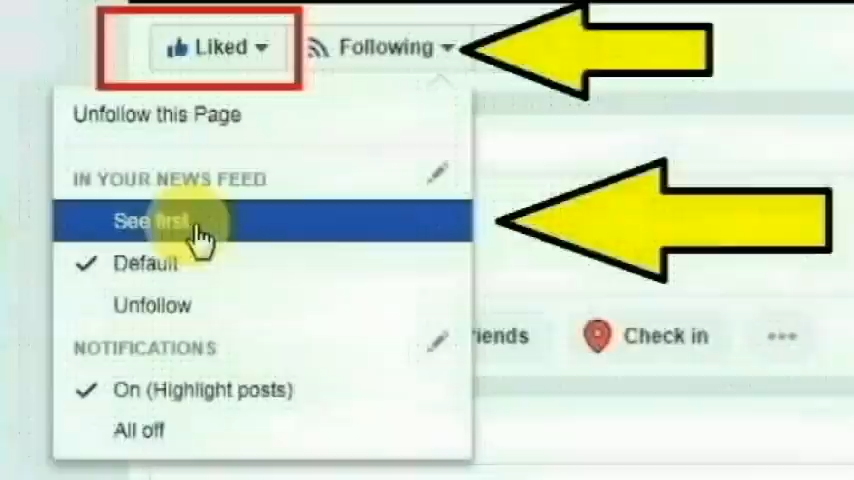 Liked Following
Unfollow this Page
IN YOUR NEWS FEED
See first
Default
Unfollow
riends Check in
NOTIFICATIONS
On (Highlight posts)
All off